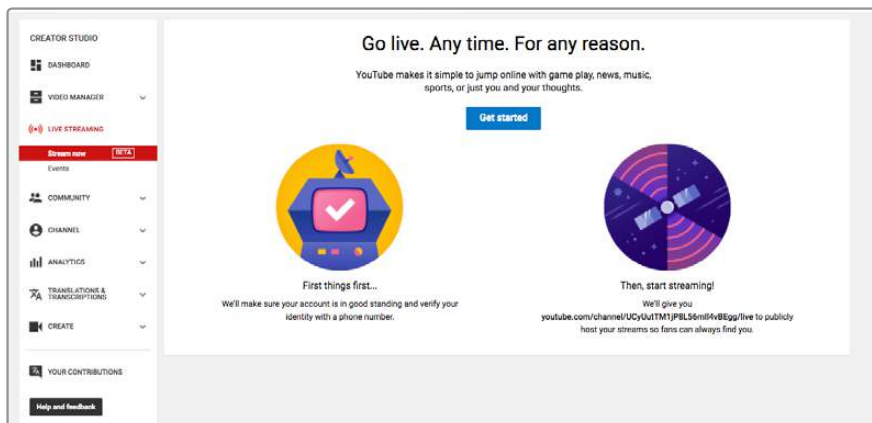 CREATOR STUDIO
DASHBOARD
VIDEO MANAGER
LIVE STREAMING
Stream now BETA
Events
COMMUNITY
CHANNEL
ANALYTICS
TRANSLATIONS &
TRANSCRIPTIONS
CREATE
YOUR CONTRIBUTIONS
Help and feedback
Go live. Any time. For any reason.
YouTube makes it simple to jump online with game play, news, music,
sports, or just you and your thoughts.
Get started
First things first...
We'll make sure your account is in good standing and verify your
identity with a phone number.
Then, start streaming!
We'll give you
to publicly
host your streams so fans can always find you.